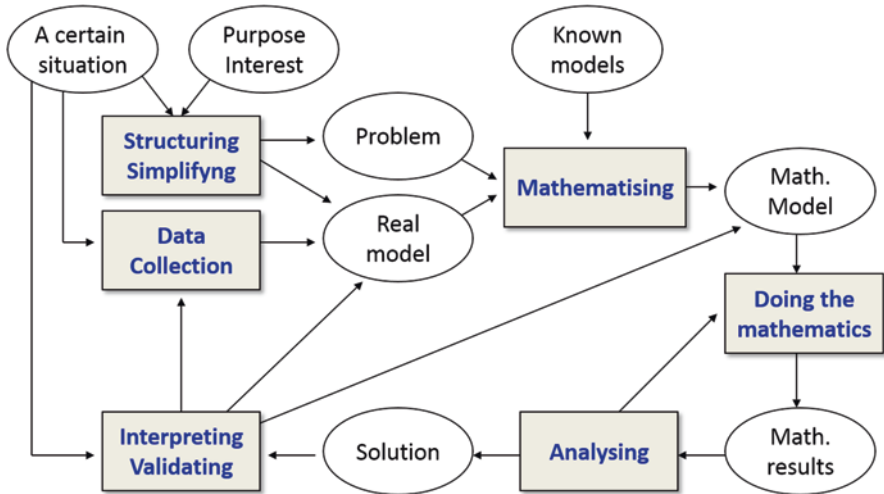 A certain
situation
Purpose
Interest
Known
models
Structuring
Simplifyng
Problem
Mathematising
Math.
Model
Data
Collection
Real
model
Doing the
mathematics
Interpreting
Validating
Solution
Analysing
Math.
results